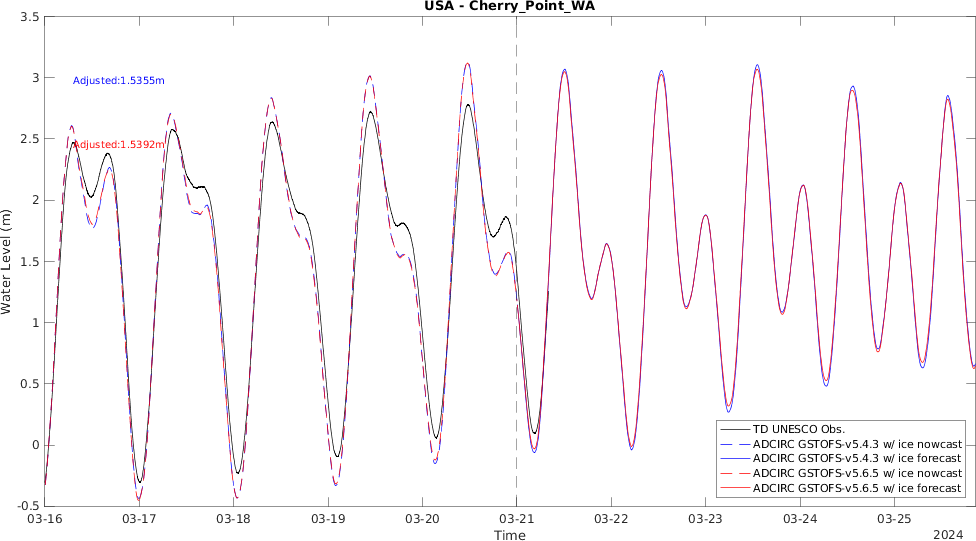 USA - Cherry_Point_WA
3.5
3
2.5
2
1.5
1
0.5
0
-0.5
Water Level (m)
Adjusted:1.5355m
Adjusted:1.5392m
TD UNESCO Obs.
ADCIRC GSTOFS-v5.4.3 w/ ice nowcast
ADCIRC GSTOFS-v5.4.3 w/ ice forecast
ADCIRC GSTOFS-v5.6.5 w/ ice nowcast
ADCIRC GSTOFS-v5.6.5 w/ ice forecast
03-16 03-17 03-18 03-19 03-20 03-21 03-22 03-23 03-24 03-25
Time
2024